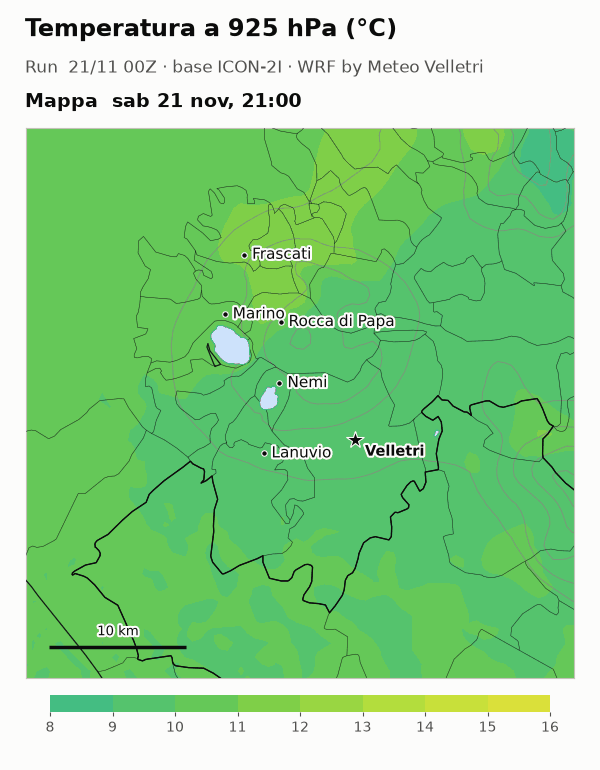 Temperatura a 925 hPa (°C)
Run  21/11 00Z · base ICON-2I · WRF by Meteo Velletri
Mappa  sab 21 nov, 21:00
Frascati
Marino
Rocca di Papa
Nemi
Velletri
Lanuvio
10 km
8 9 10 11 12 13 14 15 16